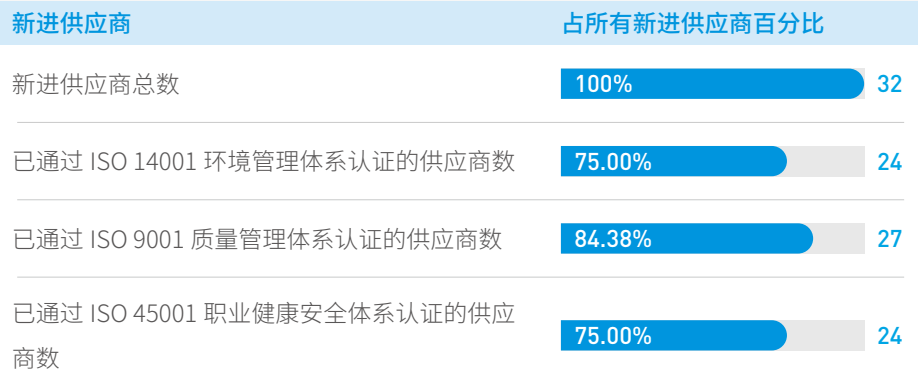 新进供应商 占所有新进供应商百分比
新进供应商总数 100% 32
已通过 ISO 14001 环境管理体系认证的供应商数 75.00% 24
已通过 ISO 9001 质量管理体系认证的供应商数 84.38% 27
已通过 ISO 45001 职业健康安全体系认证的供应
商数 75.00% 24